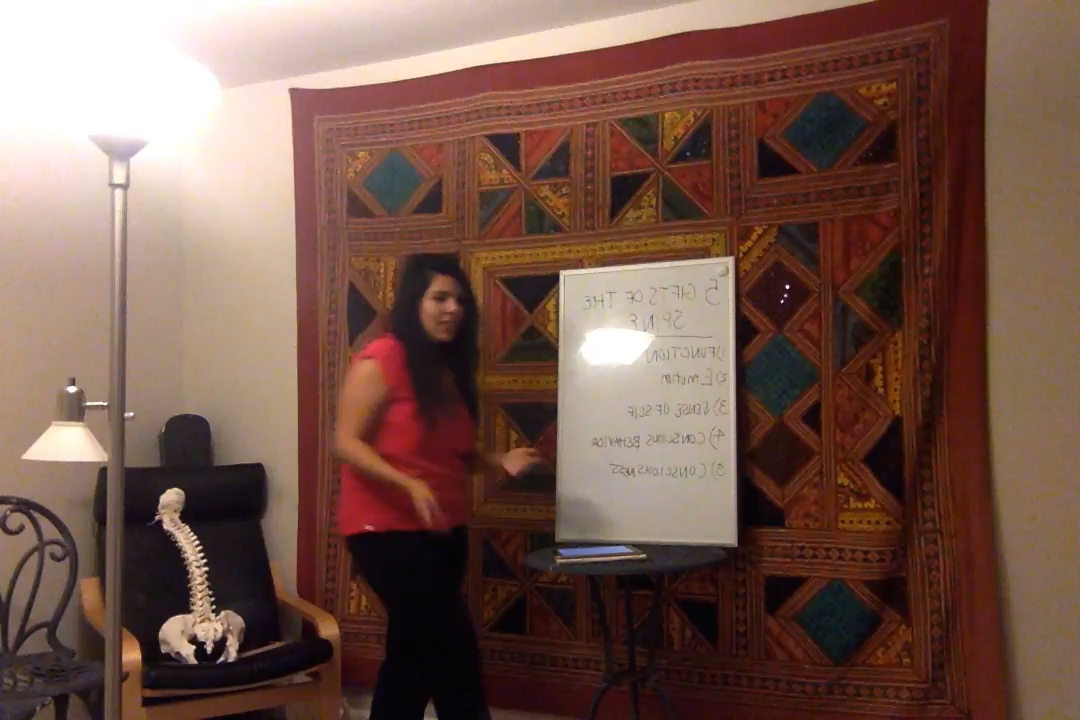 5 GIFTS OF THE
SPINE
1) FUNCTION
2) Emotion
3) SENSE OF SELF
4) CONSCIOUS BEHAVIOR
5) CONSCIOUSNESS